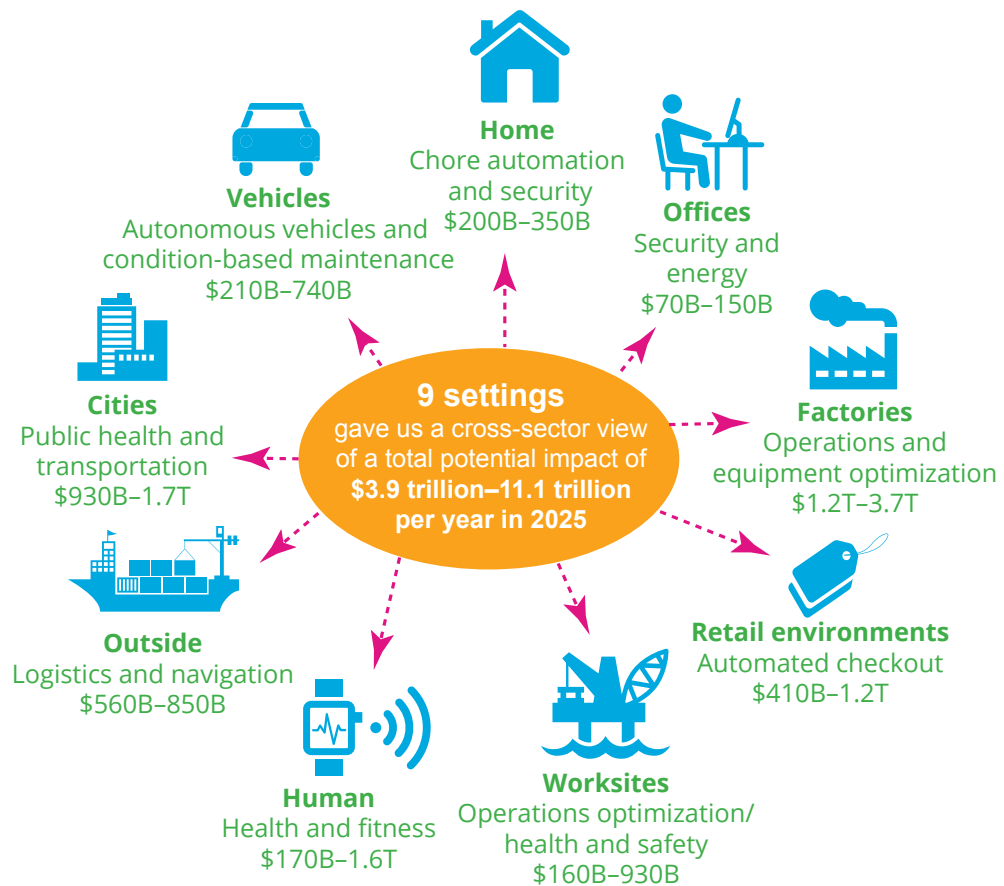 Home
Chore automation
and security
$200B–350B
Offices
Security and
energy
$70B–150B
Factories
Operations and
equipment optimization
$1.2T–3.7T
Retail environments
Automated checkout
$410B–1.2T
Worksites
Operations optimization/
health and safety
$160B–930B
Human
Health and fitness
$170B–1.6T
Outside
Logistics and navigation
$560B–850B
Cities
Public health and
transportation
$930B–1.7T
Vehicles
Autonomous vehicles and
condition-based maintenance
$210B–740B
9 settings
gave us a cross-sector view
of a total potential impact of
$3.9 trillion–11.1 trillion
per year in 2025